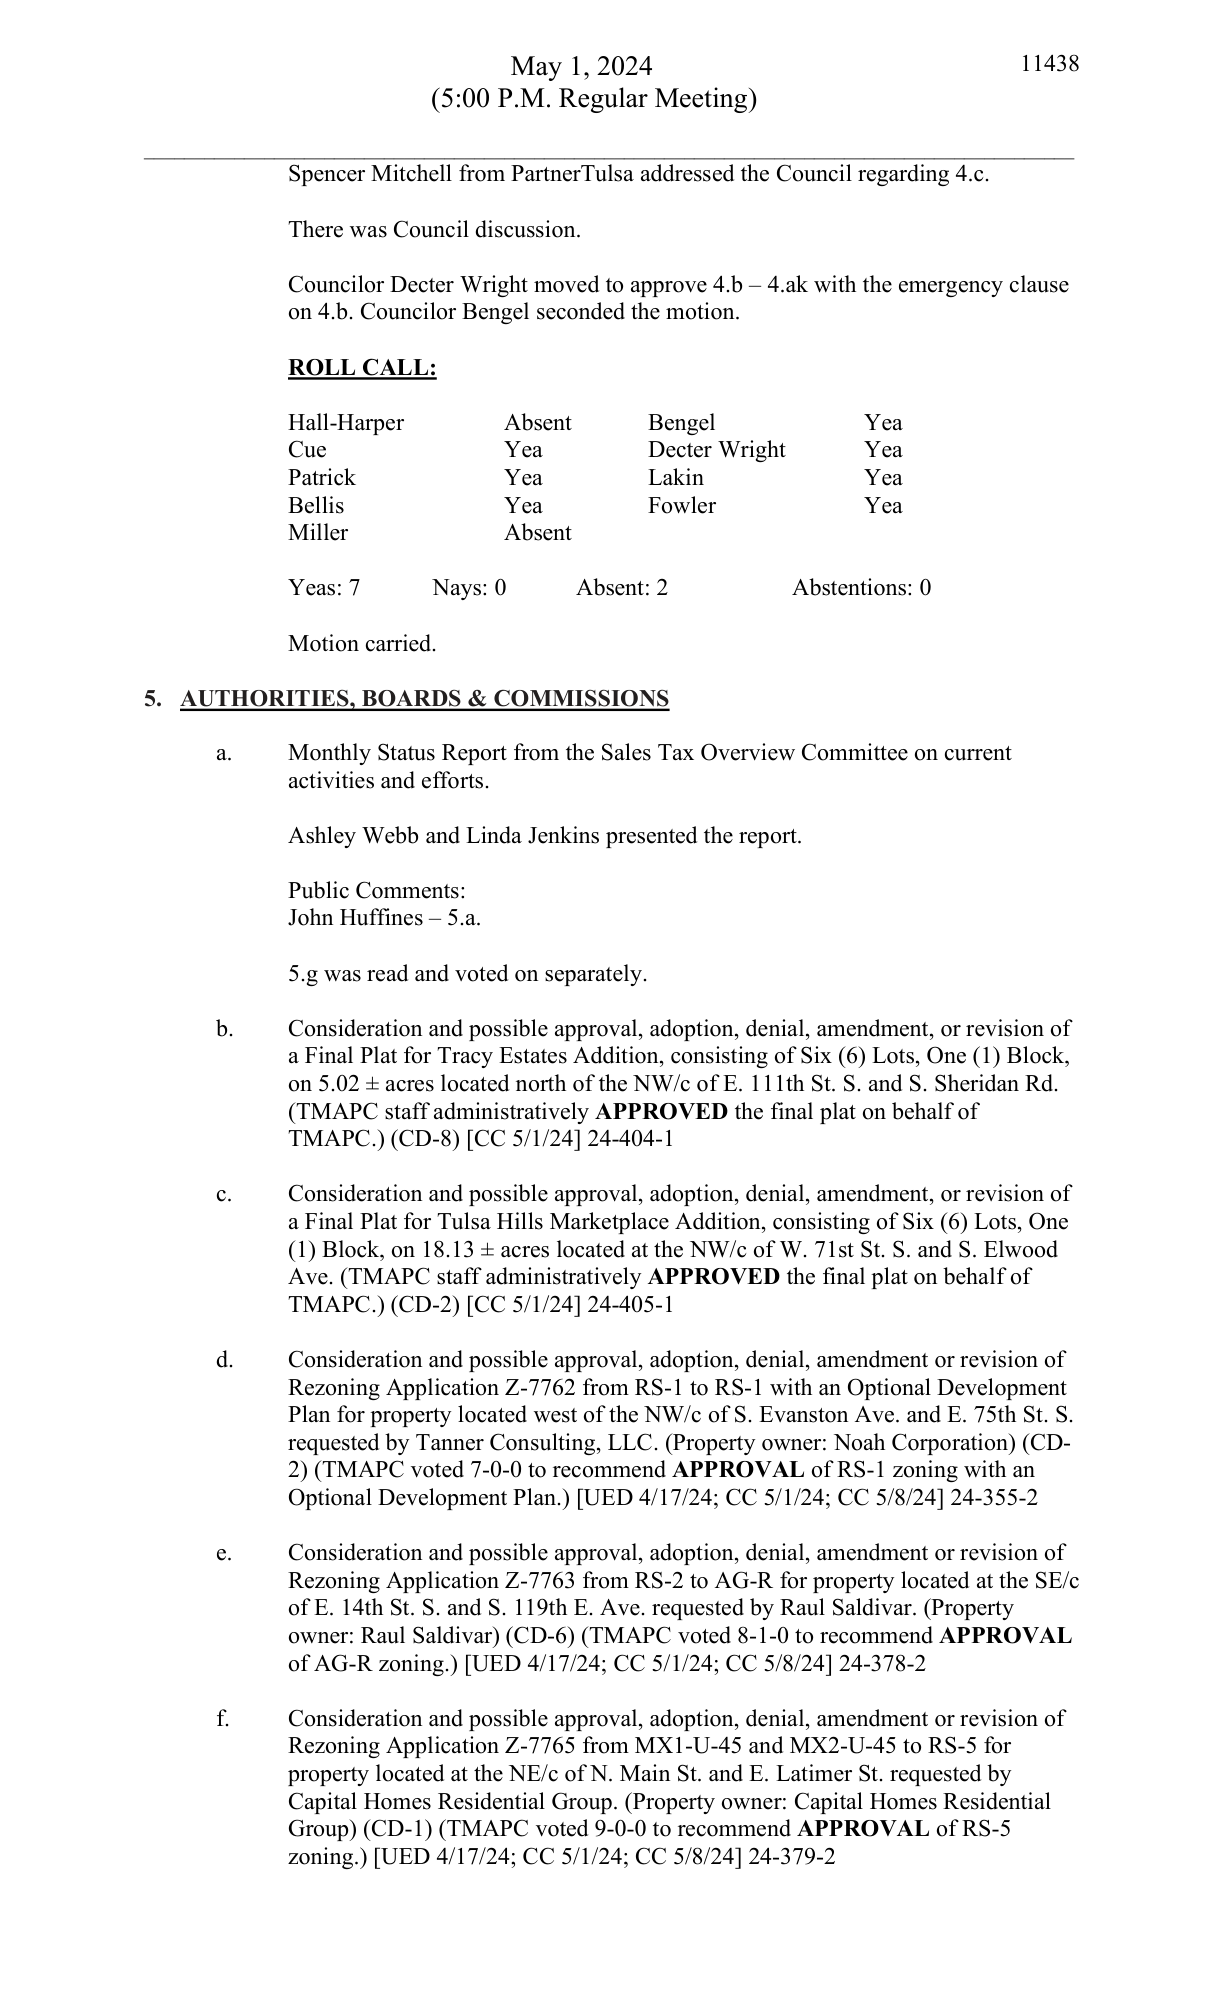 May 1, 2024
11438
(5:00 P.M. Regular Meeting)
Spencer Mitchell from PartnerTulsa addressed the Council regarding 4.c.
There was Council discussion.
Councilor Decter Wright moved to approve 4.b – 4.ak with the emergency clause
on 4.b. Councilor Bengel seconded the motion.
ROLL CALL:
Hall-Harper Absent Bengel Yea
Cue Yea Decter Wright Yea
Patrick Yea Lakin Yea
Bellis Yea Fowler Yea
Miller Absent
Yeas: 7 Nays: 0 Absent: 2 Abstentions: 0
Motion carried.
5. AUTHORITIES, BOARDS & COMMISSIONS
a. Monthly Status Report from the Sales Tax Overview Committee on current
activities and efforts.
Ashley Webb and Linda Jenkins presented the report.
Public Comments:
John Huffines – 5.a.
5.g was read and voted on separately.
b. Consideration and possible approval, adoption, denial, amendment, or revision of
a Final Plat for Tracy Estates Addition, consisting of Six (6) Lots, One (1) Block,
on 5.02 ± acres located north of the NW/c of E. 111th St. S. and S. Sheridan Rd.
(TMAPC staff administratively APPROVED the final plat on behalf of
TMAPC.) (CD-8) [CC 5/1/24] 24-404-1
c. Consideration and possible approval, adoption, denial, amendment, or revision of
a Final Plat for Tulsa Hills Marketplace Addition, consisting of Six (6) Lots, One
(1) Block, on 18.13 ± acres located at the NW/c of W. 71st St. S. and S. Elwood
Ave. (TMAPC staff administratively APPROVED the final plat on behalf of
TMAPC.) (CD-2) [CC 5/1/24] 24-405-1
d. Consideration and possible approval, adoption, denial, amendment or revision of
Rezoning Application Z-7762 from RS-1 to RS-1 with an Optional Development
Plan for property located west of the NW/c of S. Evanston Ave. and E. 75th St. S.
requested by Tanner Consulting, LLC. (Property owner: Noah Corporation) (CD-
2) (TMAPC voted 7-0-0 to recommend APPROVAL of RS-1 zoning with an
Optional Development Plan.) [UED 4/17/24; CC 5/1/24; CC 5/8/24] 24-355-2
e. Consideration and possible approval, adoption, denial, amendment or revision of
Rezoning Application Z-7763 from RS-2 to AG-R for property located at the SE/c
of E. 14th St. S. and S. 119th E. Ave. requested by Raul Saldivar. (Property
owner: Raul Saldivar) (CD-6) (TMAPC voted 8-1-0 to recommend APPROVAL
of AG-R zoning.) [UED 4/17/24; CC 5/1/24; CC 5/8/24] 24-378-2
f. Consideration and possible approval, adoption, denial, amendment or revision of
Rezoning Application Z-7765 from MX1-U-45 and MX2-U-45 to RS-5 for
property located at the NE/c of N. Main St. and E. Latimer St. requested by
Capital Homes Residential Group. (Property owner: Capital Homes Residential
Group) (CD-1) (TMAPC voted 9-0-0 to recommend APPROVAL of RS-5
zoning.) [UED 4/17/24; CC 5/1/24; CC 5/8/24] 24-379-2